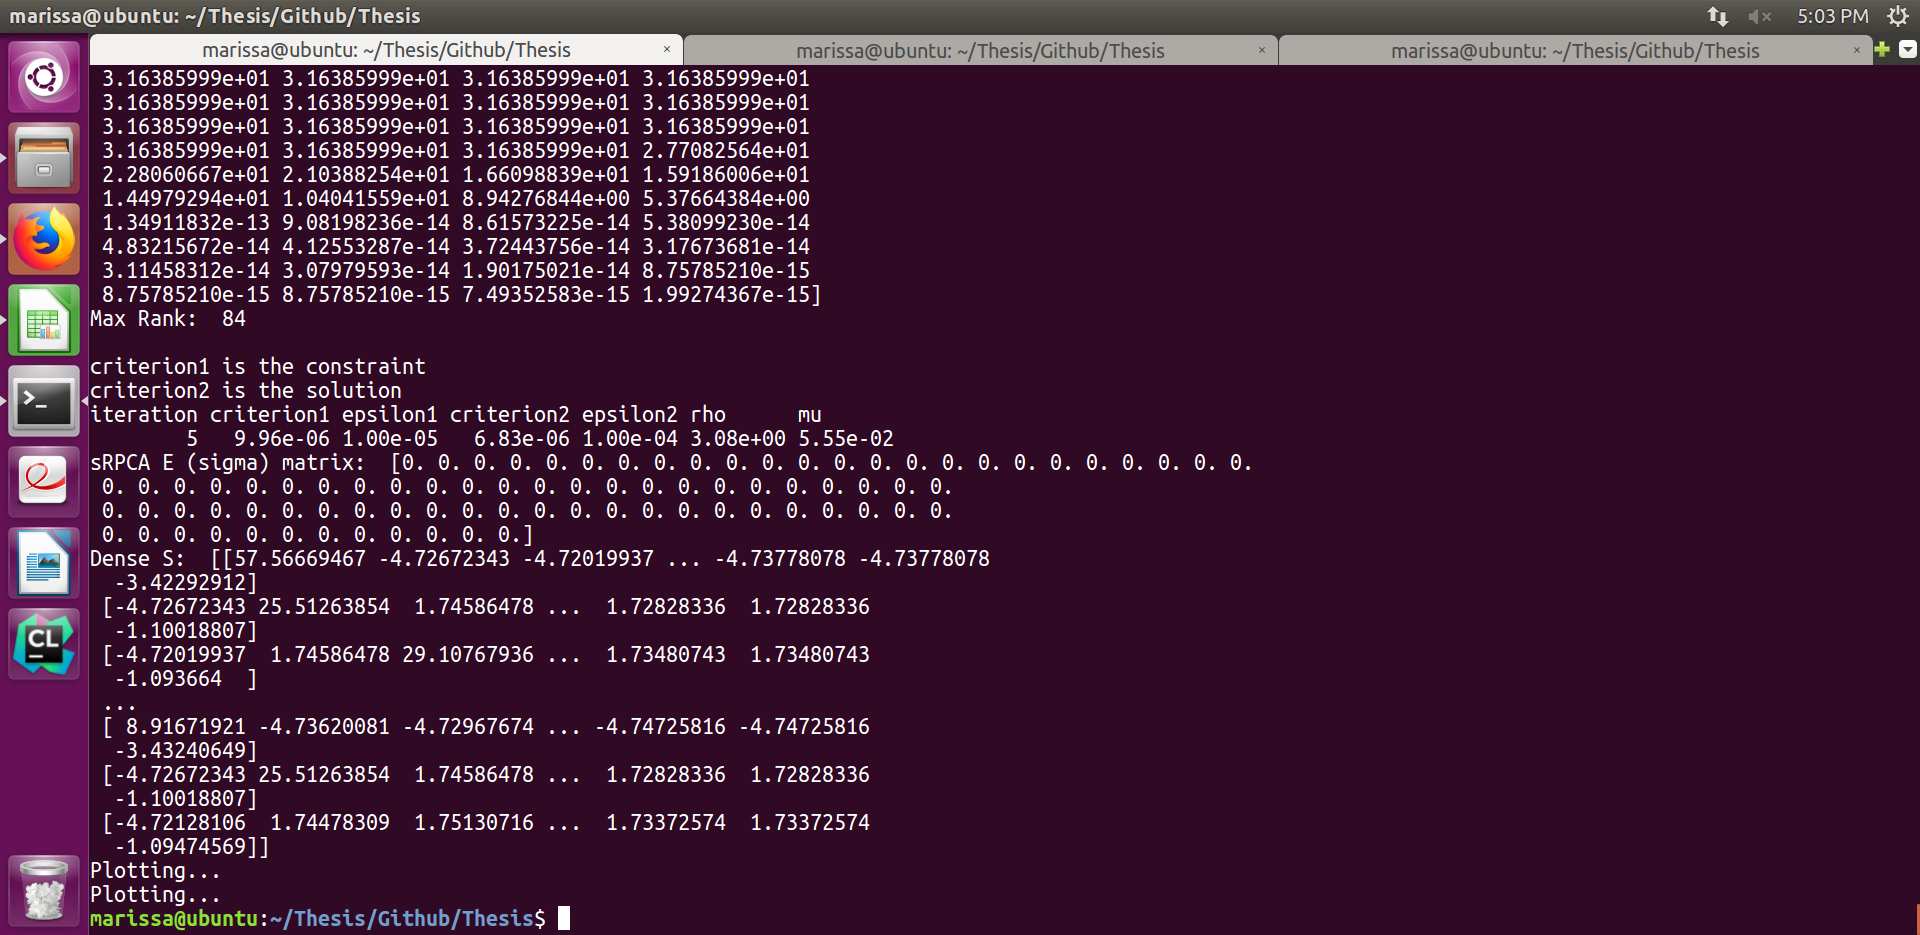 marissa@ubuntu: ~/Thesis/Github/Thesis
5:03 PM
marissa@ubuntu: ~/Thesis/Github/Thesis × marissa@ubuntu: ~/Thesis/Github/Thesis × marissa@ubuntu: ~/Thesis/Github/Thesis ×
3.16385999e+01 3.16385999e+01 3.16385999e+01 3.16385999e+01
3.16385999e+01 3.16385999e+01 3.16385999e+01 3.16385999e+01
3.16385999e+01 3.16385999e+01 3.16385999e+01 3.16385999e+01
3.16385999e+01 3.16385999e+01 3.16385999e+01 2.77082564e+01
2.28060667e+01 2.10388254e+01 1.66098839e+01 1.59186006e+01
1.44979294e+01 1.04041559e+01 8.94276844e+00 5.37664384e+00
1.34911832e-13 9.08198236e-14 8.61573225e-14 5.38099230e-14
4.83215672e-14 4.12553287e-14 3.72443756e-14 3.17673681e-14
3.11458312e-14 3.07979593e-14 1.90175021e-14 8.75785210e-15
8.75785210e-15 8.75785210e-15 7.49352583e-15 1.99274367e-15]
Max Rank:  84
criterion1 is the constraint
criterion2 is the solution
iteration criterion1 epsilon1 criterion2 epsilon2 rho      mu
5   9.96e-06 1.00e-05   6.83e-06 1.00e-04 3.08e+00 5.55e-02
sRPCA E (sigma) matrix:  [0. 0. 0. 0. 0. 0. 0. 0. 0. 0. 0. 0. 0. 0. 0. 0. 0. 0. 0. 0. 0. 0. 0. 0.
0. 0. 0. 0. 0. 0. 0. 0. 0. 0. 0. 0. 0. 0. 0. 0. 0. 0. 0. 0. 0. 0. 0. 0.
0. 0. 0. 0. 0. 0. 0. 0. 0. 0. 0. 0. 0. 0. 0. 0. 0. 0. 0. 0. 0. 0. 0. 0.
0. 0. 0. 0. 0. 0. 0. 0. 0. 0. 0. 0.]
Dense S:  [[57.56669467 -4.72672343 -4.72019937 ... -4.73778078 -4.73778078
-3.42292912]
[-4.72672343 25.51263854  1.74586478 ...  1.72828336  1.72828336
-1.10018807]
[-4.72019937  1.74586478 29.10767936 ...  1.73480743  1.73480743
-1.093664  ]
...
[ 8.91671921 -4.73620081 -4.72967674 ... -4.74725816 -4.74725816
-3.43240649]
[-4.72672343 25.51263854  1.74586478 ...  1.72828336  1.72828336
-1.10018807]
[-4.72128106  1.74478309  1.75130716 ...  1.73372574  1.73372574
-1.09474569]]
Plotting...
Plotting...
marissa@ubuntu:~/Thesis/Github/Thesis$
CL